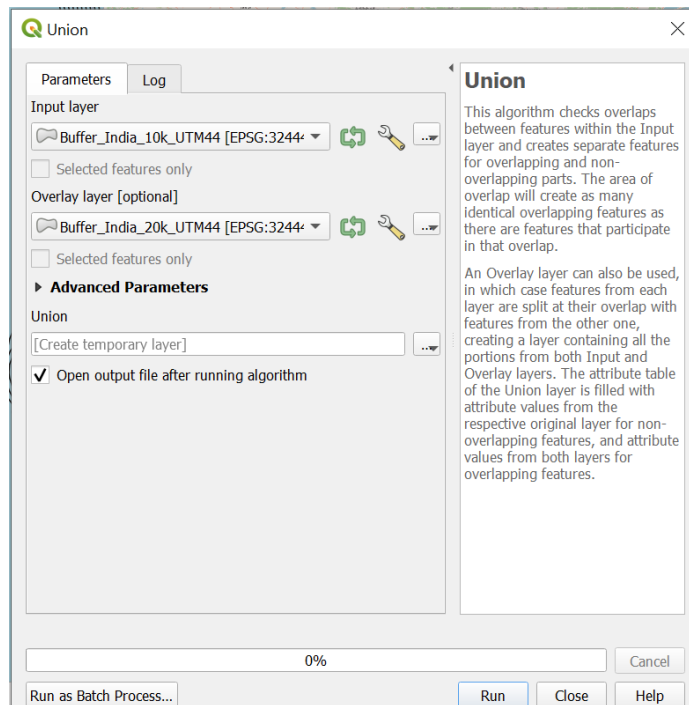 Union
Parameters
Log
Input layer
Buffer_India_10k_UTM44 [EPSG:32444
Selected features only
Overlay layer [optional]
Buffer_India_20k_UTM44 [EPSG:32444
Selected features only
Advanced Parameters
Union
[Create temporary layer]
Open output file after running algorithm
Union
This algorithm checks overlaps
between features within the Input
layer and creates separate features
for overlapping and non-
overlapping parts. The area of
overlap will create as many
identical overlapping features as
there are features that participate
in that overlap.
An Overlay layer can also be used,
in which case features from each
layer are split at their overlap with
features from the other one,
creating a layer containing all the
portions from both Input and
Overlay layers. The attribute table
of the Union layer is filled with
attribute values from the
respective original layer for non-
overlapping features, and attribute
values from both layers for
overlapping features.
0%
Cancel
Run as Batch Process...
Run
Close
Help